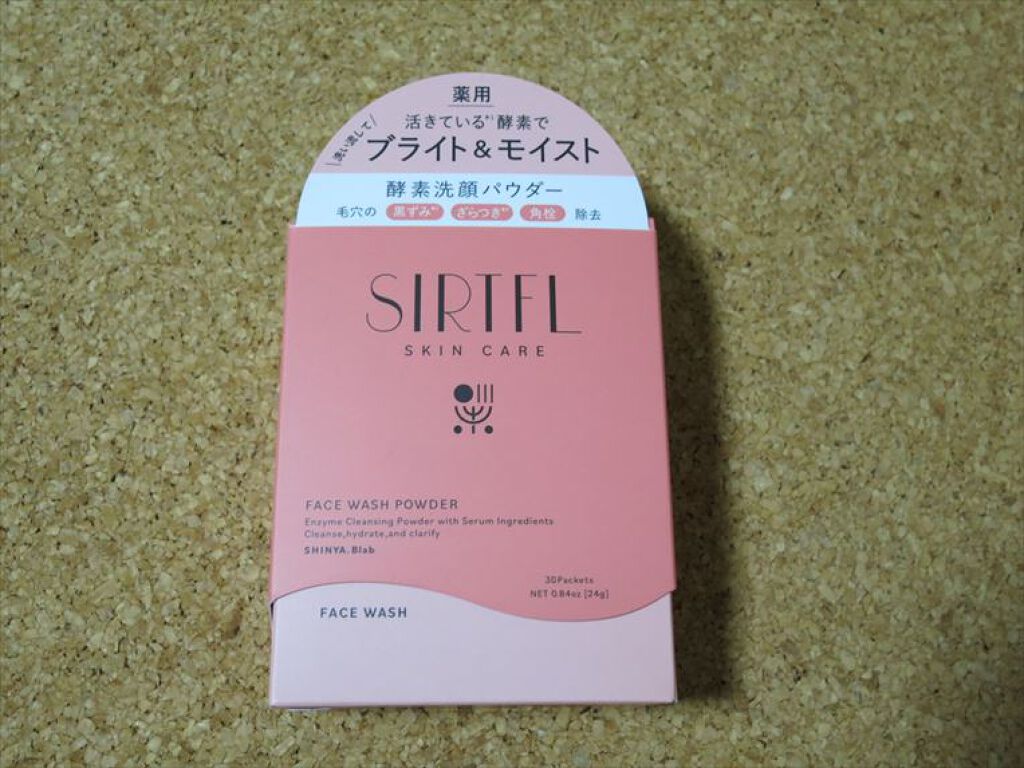 薬用
洗い流して
活きている*¹酵素で
ブライト&モイスト
酵素洗顔パウダー
毛穴の 黒ずみ*² ざらつき*² 角栓 除去
SIRTFL
SKIN CARE
FACE WASH POWDER
Enzyme Cleansing Powder with Serum Ingredients
Cleanse,hydrate,and clarify
SHINYA.Blab
30Packets
NET 0.84oz [24g]
FACE WASH